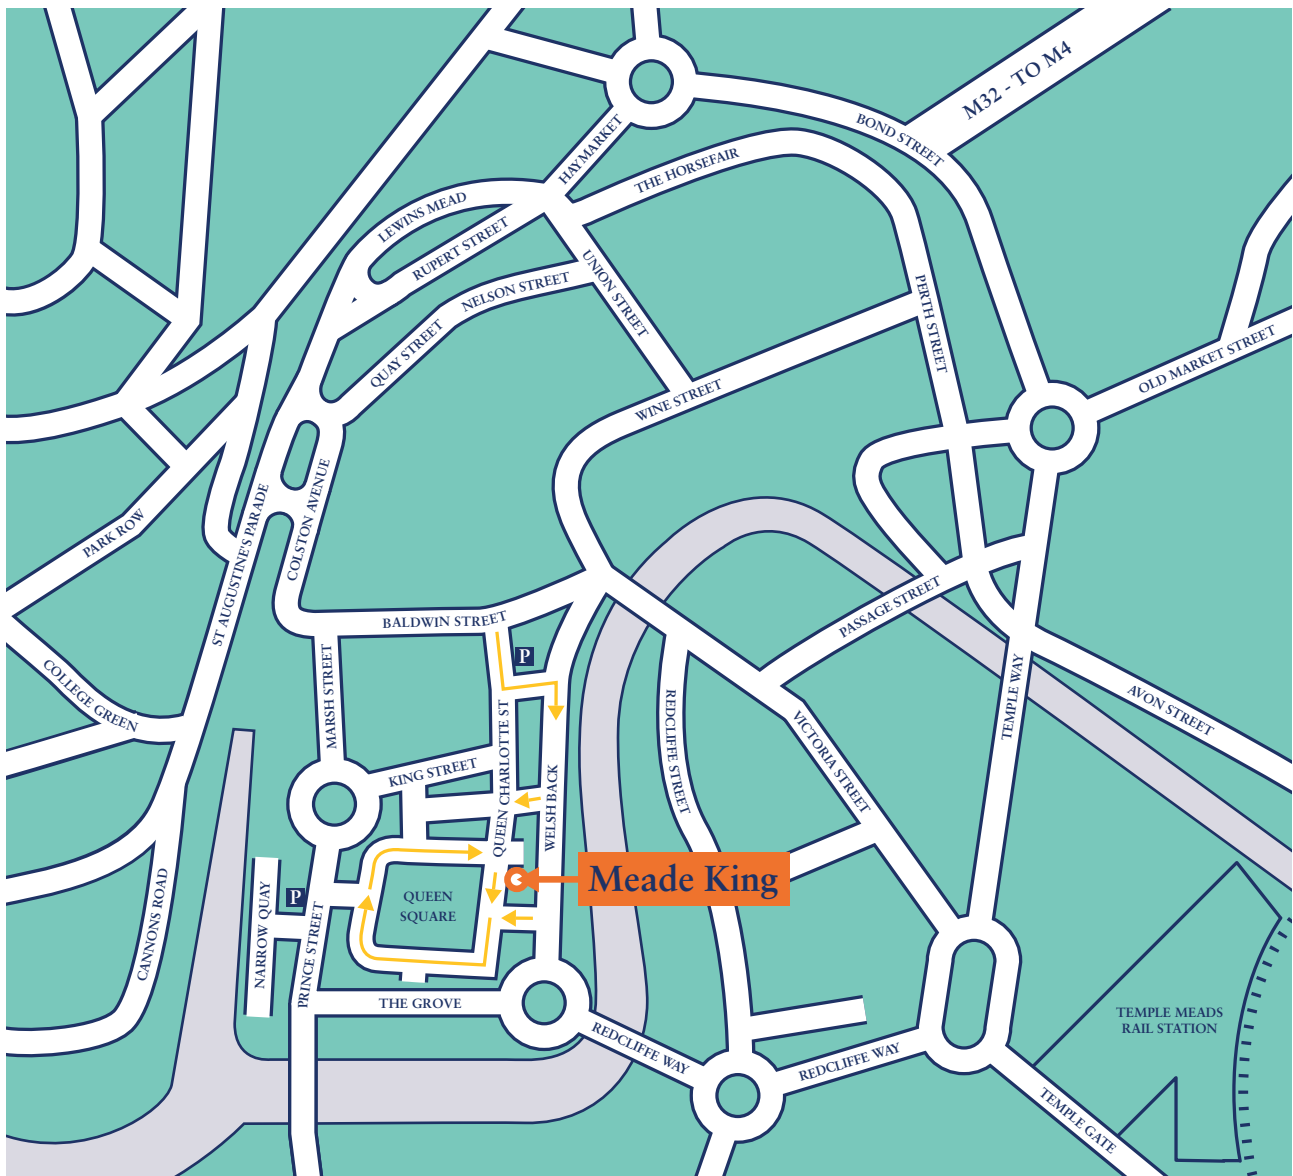 M32 - TO M4
BOND STREET
HAYMARKET
THE HORSEFAIR
LEWINS MEAD
RUPERT STREET
UNION STREET
NELSON STREET
PERTH STREET
QUAY STREET
OLD MARKET STREET
WINE STREET
PARK ROW
ST AUGUSTINE'S PARADE
COLSTON AVENUE
PASSAGE STREET
BALDWIN STREET
P
COLLEGE GREEN
MARSH STREET
QUEEN CHARLOTTE ST
REDCLIFFE STREET
TEMPLE WAY
AVON STREET
VICTORIA STREET
KING STREET
WELSH BACK
Meade King
P
QUEEN
SQUARE
CANNONS ROAD
NARROW QUAY
PRINCE STREET
THE GROVE
TEMPLE MEADS
RAIL STATION
REDCLIFFE WAY
REDCLIFFE WAY
TEMPLE GATE